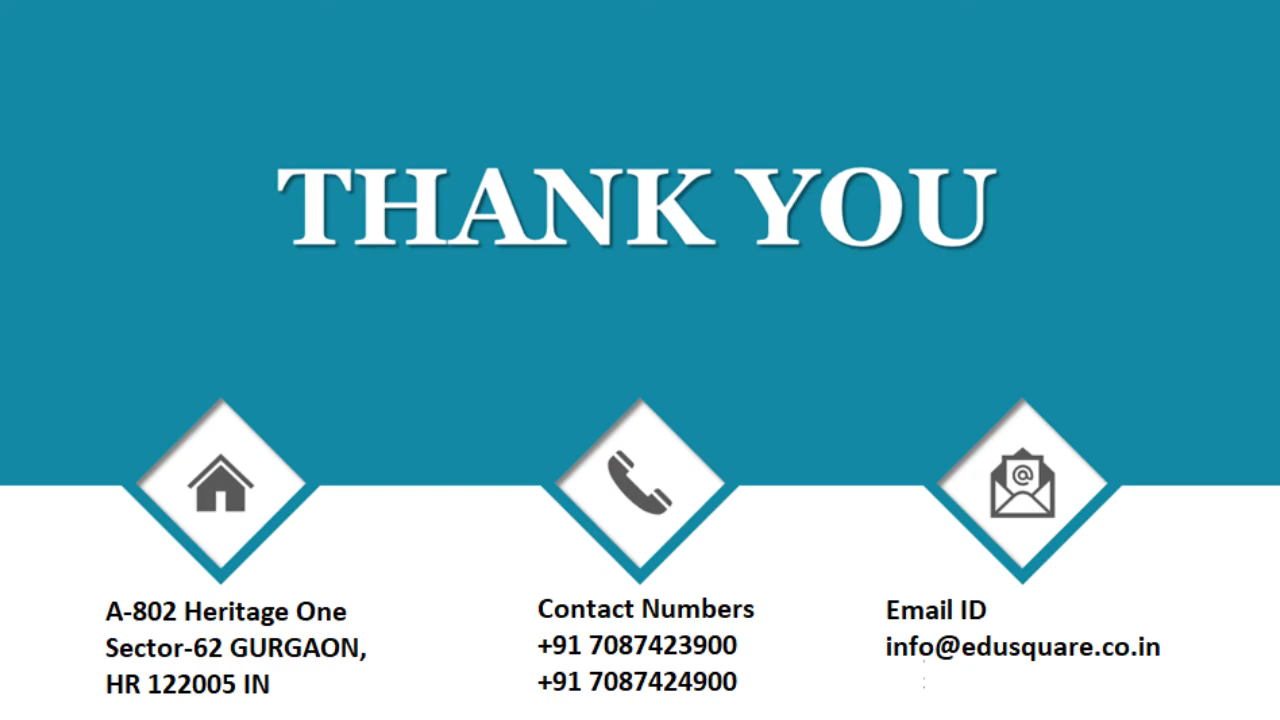 THANK YOU
A-802 Heritage One
Sector-62 GURGAON,
HR 122005 IN
Contact Numbers
+91 7087423900
+91 7087424900
Email ID
info@edusquare.co.in